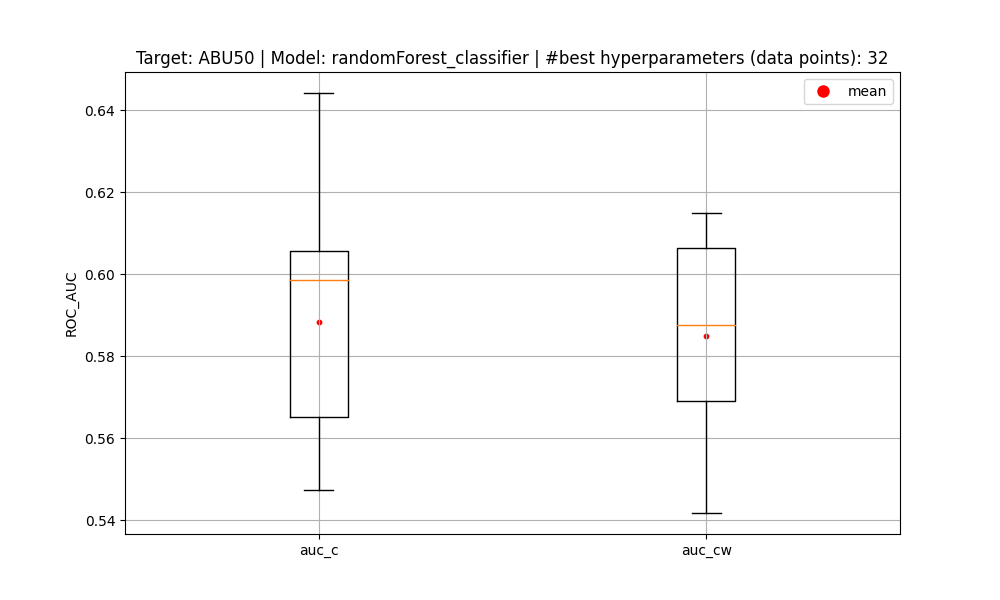 Target: ABU50 | Model: randomForest_classifier | #best hyperparameters (data points): 32
mean
0.64
0.62
0.60
0.58
0.56
0.54
ROC_AUC
auc_c
auc_cw